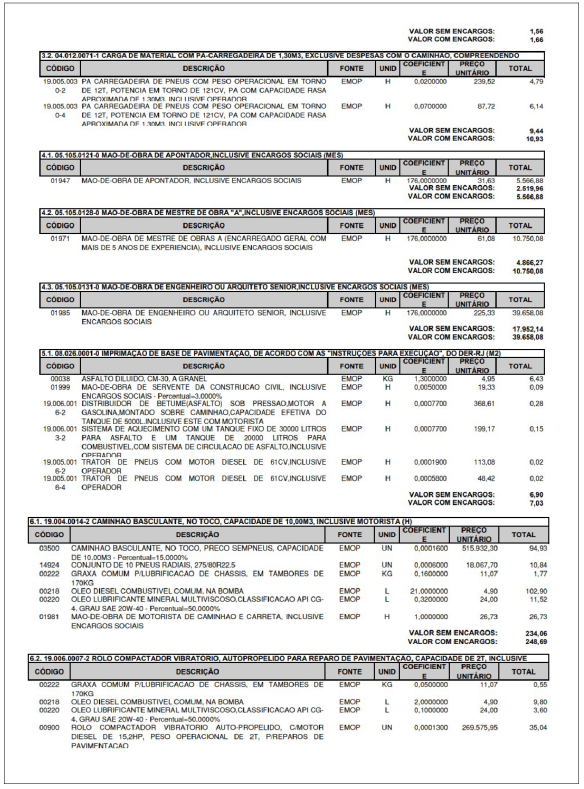 VALOR SEM ENCARGOS: 1,56
VALOR COM ENCARGOS: 1,66
3.2. 04.012.0071-1 CARGA DE MATERIAL COM PA-CARREGADEIRA DE 1,30M3, EXCLUSIVE DESPESAS COM O CAMINHAO, COMPREENDENDO
CÓDIGO DESCRIÇÃO FONTE UNID COEFICIENTE PREÇO UNITÁRIO TOTAL
19.005.003 PA CARREGADEIRA DE PNEUS COM PESO OPERACIONAL EM TORNO EMOP H 0,0200000 239,52 4,79
0-2 DE 12T, POTENCIA EM TORNO DE 121CV, PA COM CAPACIDADE RASA
APROXIMADA DE 1,30M3, INCLUSIVE OPERADOR
19.005.003 PA CARREGADEIRA DE PNEUS COM PESO OPERACIONAL EM TORNO EMOP H 0,0700000 87,72 6,14
0-4 DE 12T, POTENCIA EM TORNO DE 121CV, PA COM CAPACIDADE RASA
APROXIMADA DE 1,30M3, INCLUSIVE OPERADOR
VALOR SEM ENCARGOS: 9,44
VALOR COM ENCARGOS: 10,93
4.1. 05.105.0121-0 MAO-DE-OBRA DE APONTADOR,INCLUSIVE ENCARGOS SOCIAIS (MES)
CÓDIGO DESCRIÇÃO FONTE UNID COEFICIENTE PREÇO UNITÁRIO TOTAL
01947 MAO-DE-OBRA DE APONTADOR, INCLUSIVE ENCARGOS SOCIAIS EMOP H 176,0000000 31,63 5.566,88
VALOR SEM ENCARGOS: 2.519,96
VALOR COM ENCARGOS: 5.566,88
4.2. 05.105.0128-0 MAO-DE-OBRA DE MESTRE DE OBRA "A",INCLUSIVE ENCARGOS SOCIAIS (MES)
CÓDIGO DESCRIÇÃO FONTE UNID COEFICIENTE PREÇO UNITÁRIO TOTAL
01971 MAO-DE-OBRA DE MESTRE DE OBRAS A (ENCARREGADO GERAL COM EMOP H 176,0000000 61,08 10.750,08
MAIS DE 5 ANOS DE EXPERIENCIA), INCLUSIVE ENCARGOS SOCIAIS
VALOR SEM ENCARGOS: 4.866,27
VALOR COM ENCARGOS: 10.750,08
4.3. 05.105.0131-0 MAO-DE-OBRA DE ENGENHEIRO OU ARQUITETO SENIOR,INCLUSIVE ENCARGOS SOCIAIS (MES)
CÓDIGO DESCRIÇÃO FONTE UNID COEFICIENTE PREÇO UNITÁRIO TOTAL
01985 MAO-DE-OBRA DE ENGENHEIRO OU ARQUITETO SENIOR, INCLUSIVE EMOP H 176,0000000 225,33 39.658,08
ENCARGOS SOCIAIS
VALOR SEM ENCARGOS: 17.952,14
VALOR COM ENCARGOS: 39.658,08
5.1. 08.026.0001-0 IMPRIMAÇÃO DE BASE DE PAVIMENTAÇAO, DE ACORDO COM AS "INSTRUÇOES PARA EXECUÇAO", DO DER-RJ (M2)
CÓDIGO DESCRIÇÃO FONTE UNID COEFICIENTE PREÇO UNITÁRIO TOTAL
00038 ASFALTO DILUIDO, CM-30, A GRANEL EMOP KG 1,3000000 4,95 6,43
01999 MAO-DE-OBRA DE SERVENTE DA CONSTRUCAO CIVIL, INCLUSIVE EMOP H 0,0050000 19,33 0,09
ENCARGOS SOCAIS - Percentual=3.0000%
19.006.001 DISTRIBUIDOR DE BETUME(ASFALTO) SOB PRESSAO,MOTOR A EMOP H 0,0007700 368,61 0,28
6-2 GASOLINA,MONTADO SOBRE CAMINHAO,CAPACIDADE EFETIVA DO
TANQUE DE 5000L,INCLUSIVE ESTE COM MOTORISTA
19.006.001 SISTEMA DE AQUECIMENTO COM UM TANQUE FIXO DE 30000 LITROS EMOP H 0,0007700 199,17 0,15
3-2 PARA ASFALTO E UM TANQUE DE 20000 LITROS PARA
COMBUSTIVEL,COM SISTEMA DE CIRCULACAO DE ASFALTO,INCLUSIVE
OPERADOR
19.005.001 TRATOR DE PNEUS COM MOTOR DIESEL DE 61CV,INCLUSIVE EMOP H 0,0001900 113,08 0,02
6-2 OPERADOR
19.005.001 TRATOR DE PNEUS COM MOTOR DIESEL DE 61CV,INCLUSIVE EMOP H 0,0005800 48,42 0,02
6-4 OPERADOR
VALOR SEM ENCARGOS: 6,90
VALOR COM ENCARGOS: 7,03
6.1. 19.004.0014-2 CAMINHAO BASCULANTE, NO TOCO, CAPACIDADE DE 10,00M3, INCLUSIVE MOTORISTA (H)
CÓDIGO DESCRIÇÃO FONTE UNID COEFICIENTE PREÇO UNITÁRIO TOTAL
03500 CAMINHAO BASCULANTE, NO TOCO, PRECO SEMPNEUS, CAPACIDADE EMOP UN 0,0001600 515.932,30 94,93
DE 10,00M3 - Percentual=15.0000%
14924 CONJUNTO DE 10 PNEUS RADIAIS, 275/80R22.5 EMOP UN 0,0006000 18.067,70 10,84
00222 GRAXA COMUM P/LUBRIFICACAO DE CHASSIS, EM TAMBORES DE EMOP KG 0,1600000 11,07 1,77
170KG
00218 OLEO DIESEL COMBUSTIVEL COMUM, NA BOMBA EMOP L 21,0000000 4,90 102,90
00220 OLEO LUBRIFICANTE MINERAL MULTIVISCOSO,CLASSIFICACAO API CG- EMOP L 0,3200000 24,00 11,52
4, GRAU SAE 20W-40 - Percentual=50.0000%
01981 MAO-DE-OBRA DE MOTORISTA DE CAMINHAO E CARRETA, INCLUSIVE EMOP H 1,0000000 26,73 26,73
ENCARGOS SOCIAIS
VALOR SEM ENCARGOS: 234,06
VALOR COM ENCARGOS: 248,69
6.2. 19.006.0007-2 ROLO COMPACTADOR VIBRATORIO, AUTOPROPELIDO PARA REPARO DE PAVIMENTAÇAO, CAPACIDADE DE 2T, INCLUSIVE
CÓDIGO DESCRIÇÃO FONTE UNID COEFICIENTE PREÇO UNITÁRIO TOTAL
00222 GRAXA COMUM P/LUBRIFICACAO DE CHASSIS, EM TAMBORES DE EMOP KG 0,0500000 11,07 0,55
170KG
00218 OLEO DIESEL COMBUSTIVEL COMUM, NA BOMBA EMOP L 2,0000000 4,90 9,80
00220 OLEO LUBRIFICANTE MINERAL MULTIVISCOSO,CLASSIFICACAO API CG- EMOP L 0,1000000 24,00 3,60
4, GRAU SAE 20W-40 - Percentual=50.0000%
00900 ROLO COMPACTADOR VIBRATORIO AUTO-PROPELIDO, C/MOTOR EMOP UN 0,0001300 269.575,95 35,04
DIESEL DE 15,2HP, PESO OPERACIONAL DE 2T, P/REPAROS DE
PAVIMENTACAO